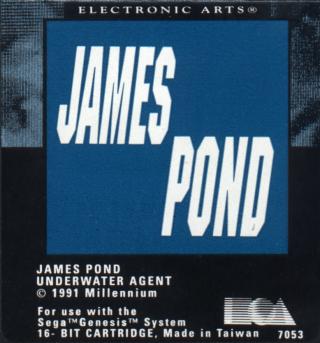 ELECTRONIC ARTS®
JAMES
POND
JAMES POND
UNDERWATER AGENT
© 1991 Millennium
For use with the
Sega™Genesis™ System
16- BIT CARTRIDGE, Made in Taiwan
EA
7053